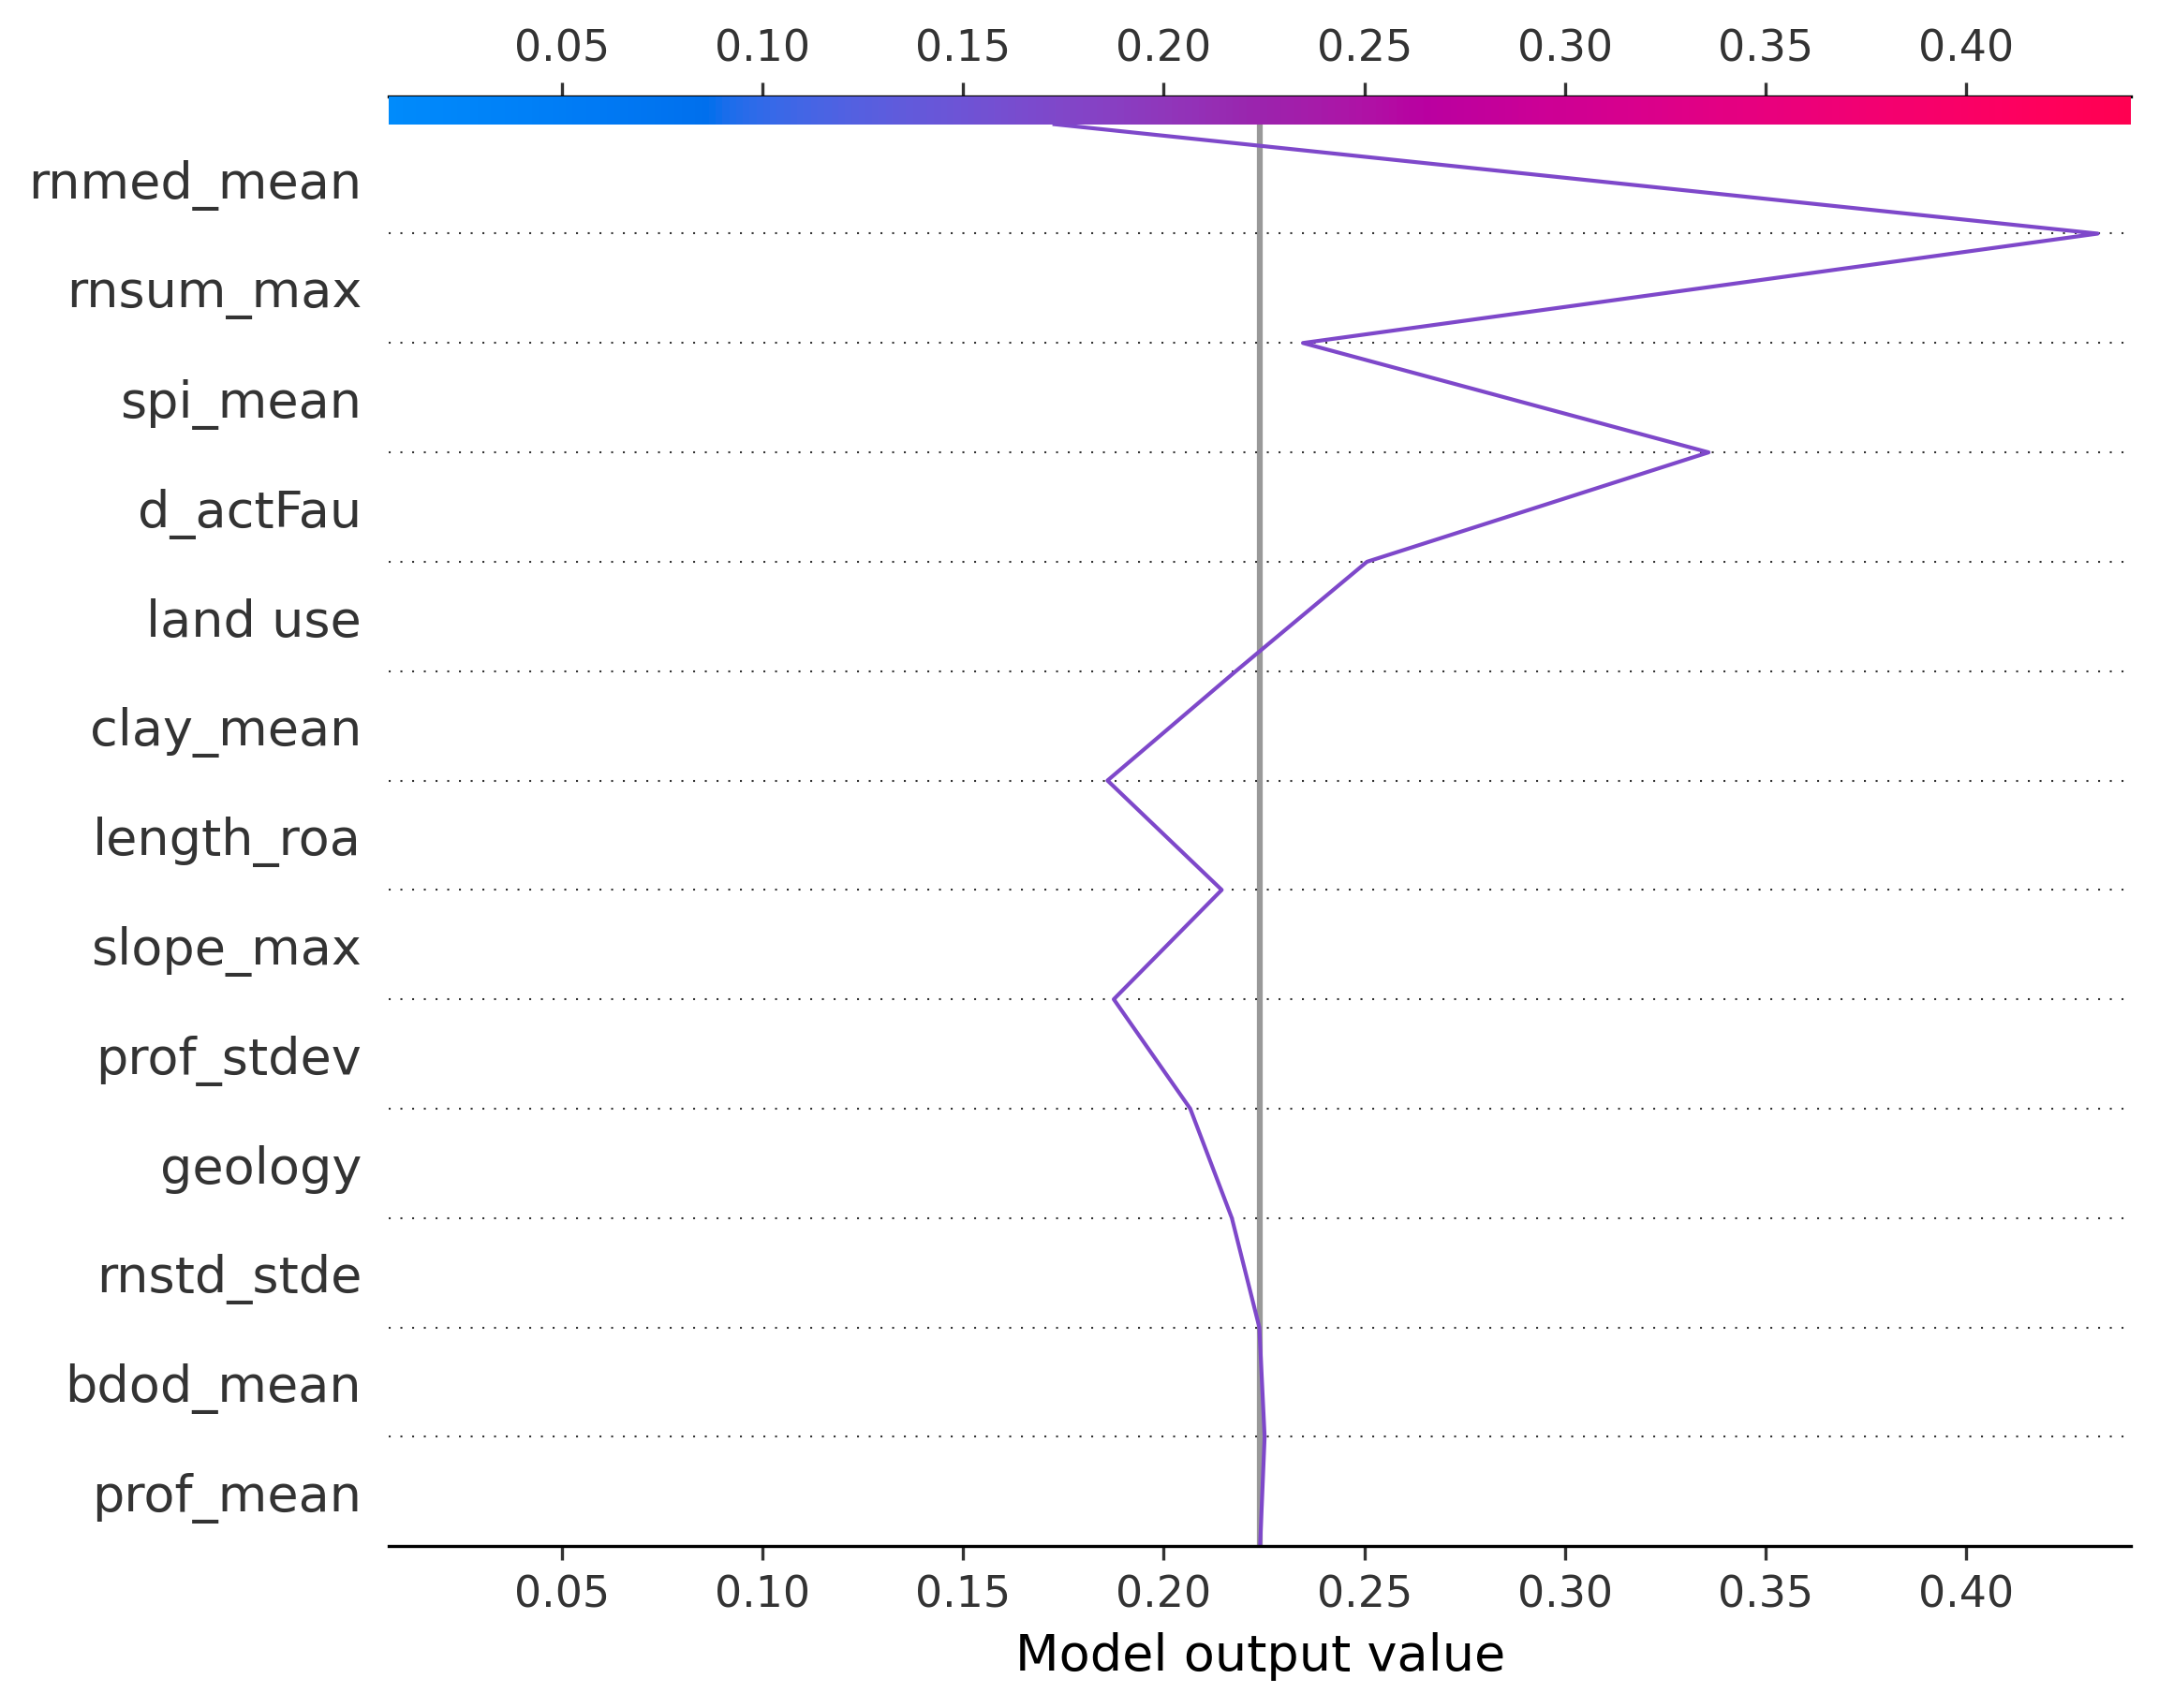 0.05 0.10 0.15 0.20 0.25 0.30 0.35 0.40
rnmed_mean
rnsum_max
spi_mean
d_actFau
land use
clay_mean
length_roa
slope_max
prof_stdev
geology
rnstd_stde
bdod_mean
prof_mean
0.05 0.10 0.15 0.20 0.25 0.30 0.35 0.40
Model output value